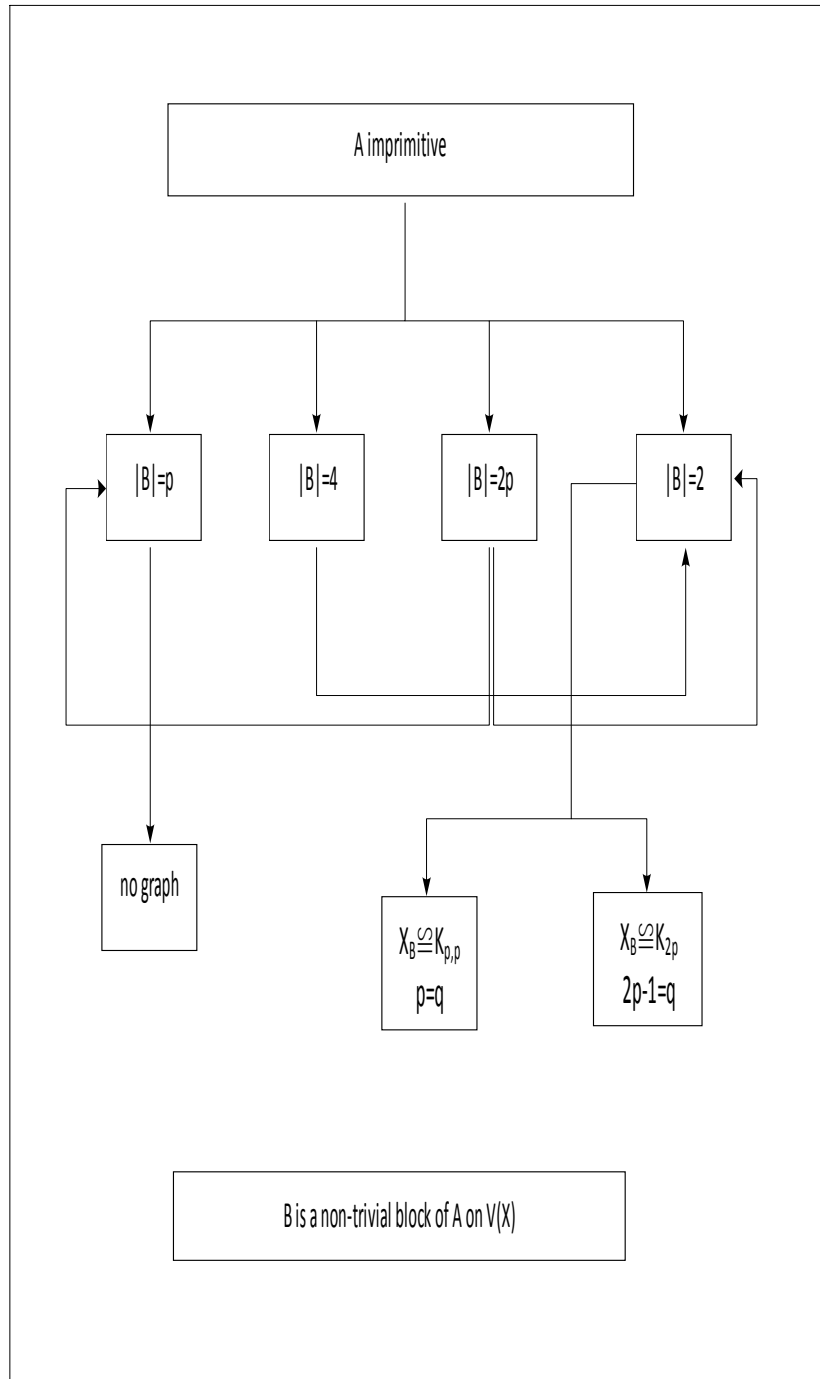 A imprimitive
|B|=p
|B|=4
|B|=2p
|B|=2
no graph
X_B≅K_{p,p}
p=q
X_B≅K_{2p}
2p-1=q
B is a non-trivial block of A on V(X)